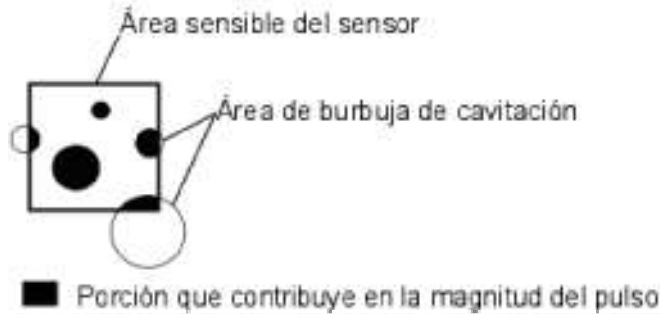 Área sensible del sensor
Área de burbuja de cavitación
Porción que contribuye en la magnitud del pulso